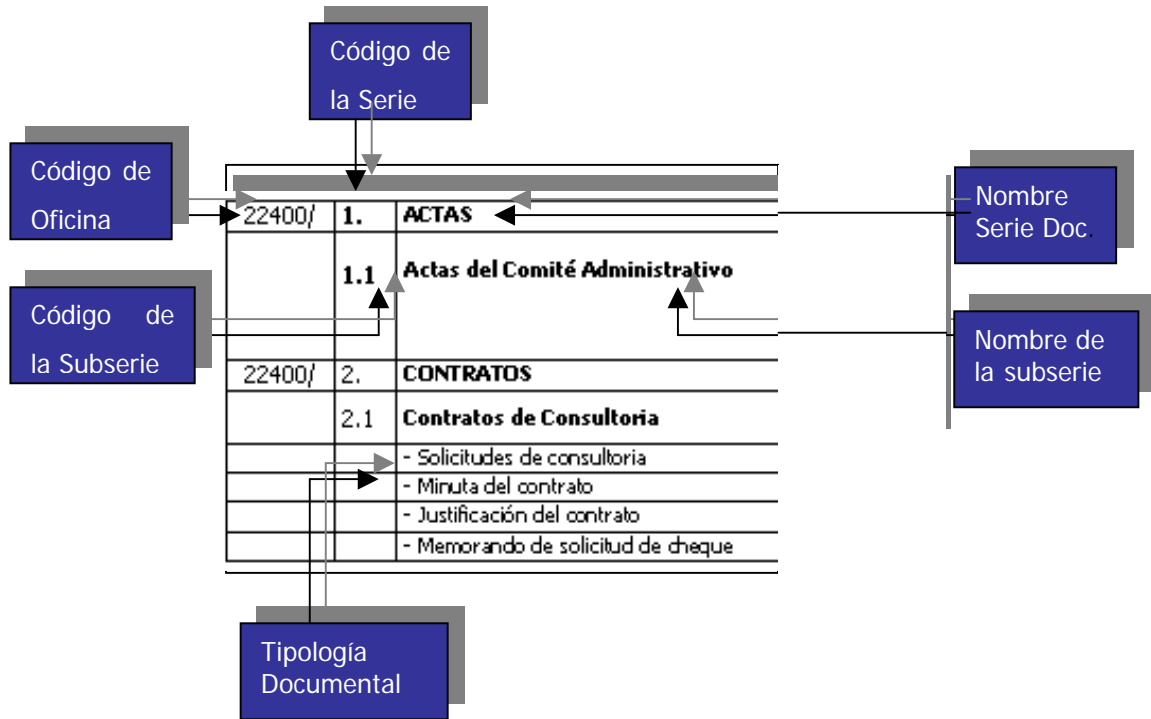 Código de
la Serie
Código de
Oficina
Nombre
Serie Doc.
22400/ 1. ACTAS
1.1 Actas del Comité Administrativo
Código de
la Subserie
Nombre de
la subserie
22400/ 2. CONTRATOS
2.1 Contratos de Consultoria
- Solicitudes de consultoria
- Minuta del contrato
- Justificación del contrato
- Memorando de solicitud de cheque
Tipología
Documental